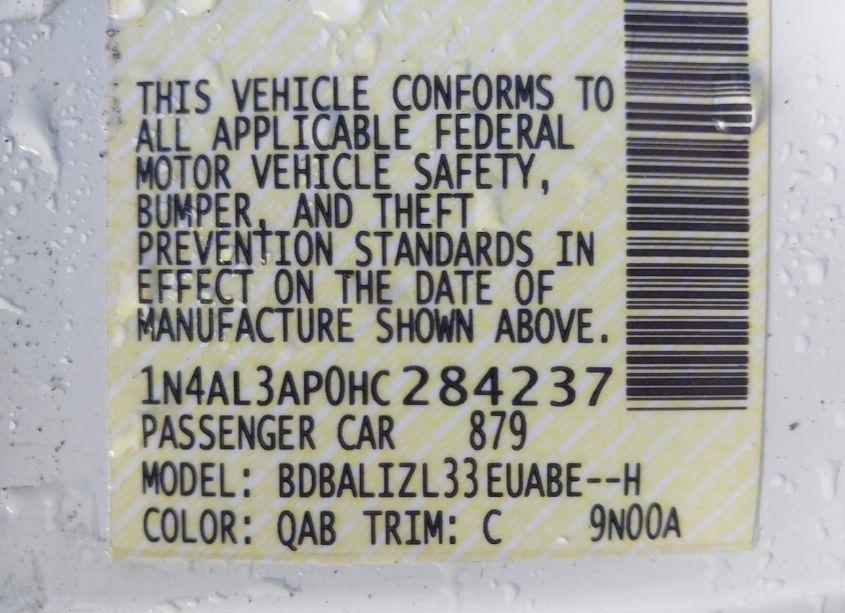 THIS VEHICLE CONFORMS TO
ALL APPLICABLE FEDERAL
MOTOR VEHICLE SAFETY,
BUMPER, AND THEFT
PREVENTION STANDARDS IN
EFFECT ON THE DATE OF
MANUFACTURE SHOWN ABOVE.
1N4AL3AP0HC284237
PASSENGER CAR 879
MODEL: BDBALIZL33EUABE--H
COLOR: QAB TRIM: C 9N00A